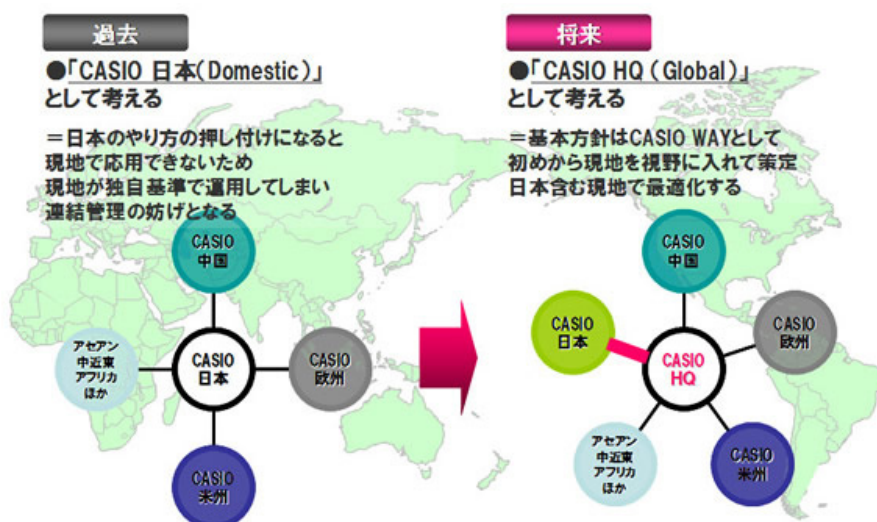 過去
●「CASIO 日本(Domestic)」
として考える
＝日本のやり方の押し付けになると
現地で応用できないため
現地が独自基準で運用してしまい
連結管理の妨げとなる
CASIO
中国
アセアン
中近東
アフリカ
ほか
CASIO
日本
CASIO
欧州
CASIO
米州
将来
●「CASIO HQ (Global)」
として考える
＝基本方針はCASIO WAYとして
初めから現地を視野に入れて策定
日本含む現地で最適化する
CASIO
中国
CASIO
日本
CASIO
HQ
CASIO
欧州
アセアン
中近東
アフリカ
ほか
CASIO
米州